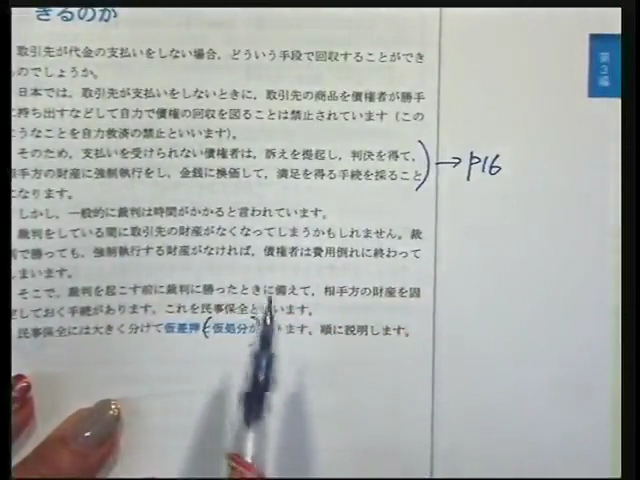 きるのか
取引先が代金の支払いをしない場合，どういう手段で回収することができ
のでしょうか。
日本では，取引先が支払いをしないときに，取引先の商品を債権者が勝手
持ち出すなどして自力で債権の回収を図ることは禁止されています（この
うなことを自力救済の禁止といいます）。
そのため，支払いを受けられない債権者は，訴えを提起し，判決を得て，
手方の財産に強制執行をし，金銭に換価して，満足を得る手続を採ること
なります。
しかし，一般的に裁判は時間がかかると言われています。
裁判をしている間に取引先の財産がなくなってしまうかもしれません。裁
で勝っても，強制執行する財産がなければ，債権者は費用倒れに終わって
まいます。
そこで，裁判を起こす前に裁判に勝ったときに備えて，相手方の財産を固
しておく手続があります。これを民事保全といいます。
民事保全には大きく分けて仮差押と仮処分があります。順に説明します。
→P16
第3編